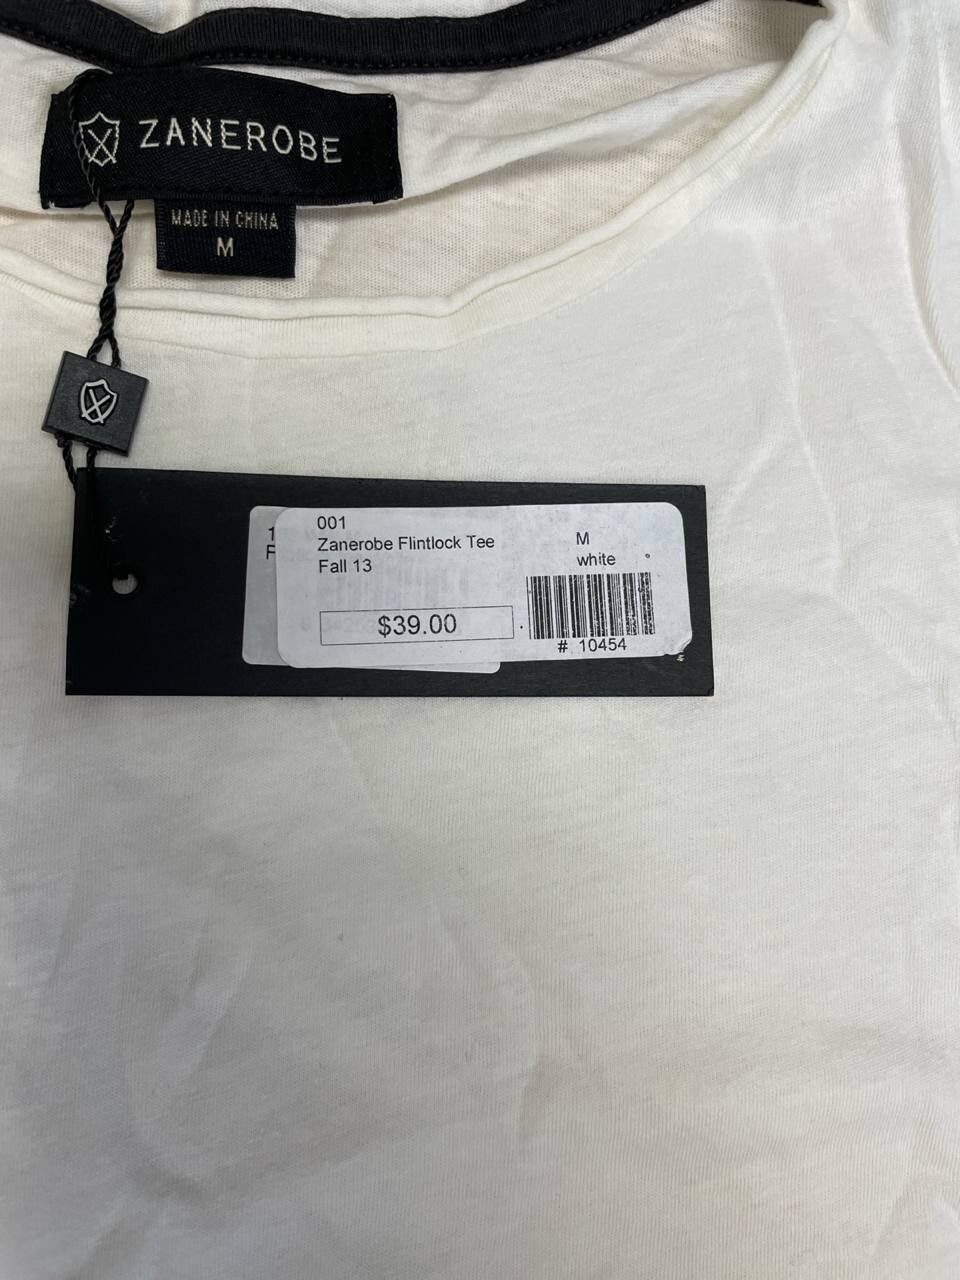 ZANEROBE
MADE IN CHINA
M
001
Zanerobe Flintlock Tee
Fall 13
M
white
$39.00
# 10454